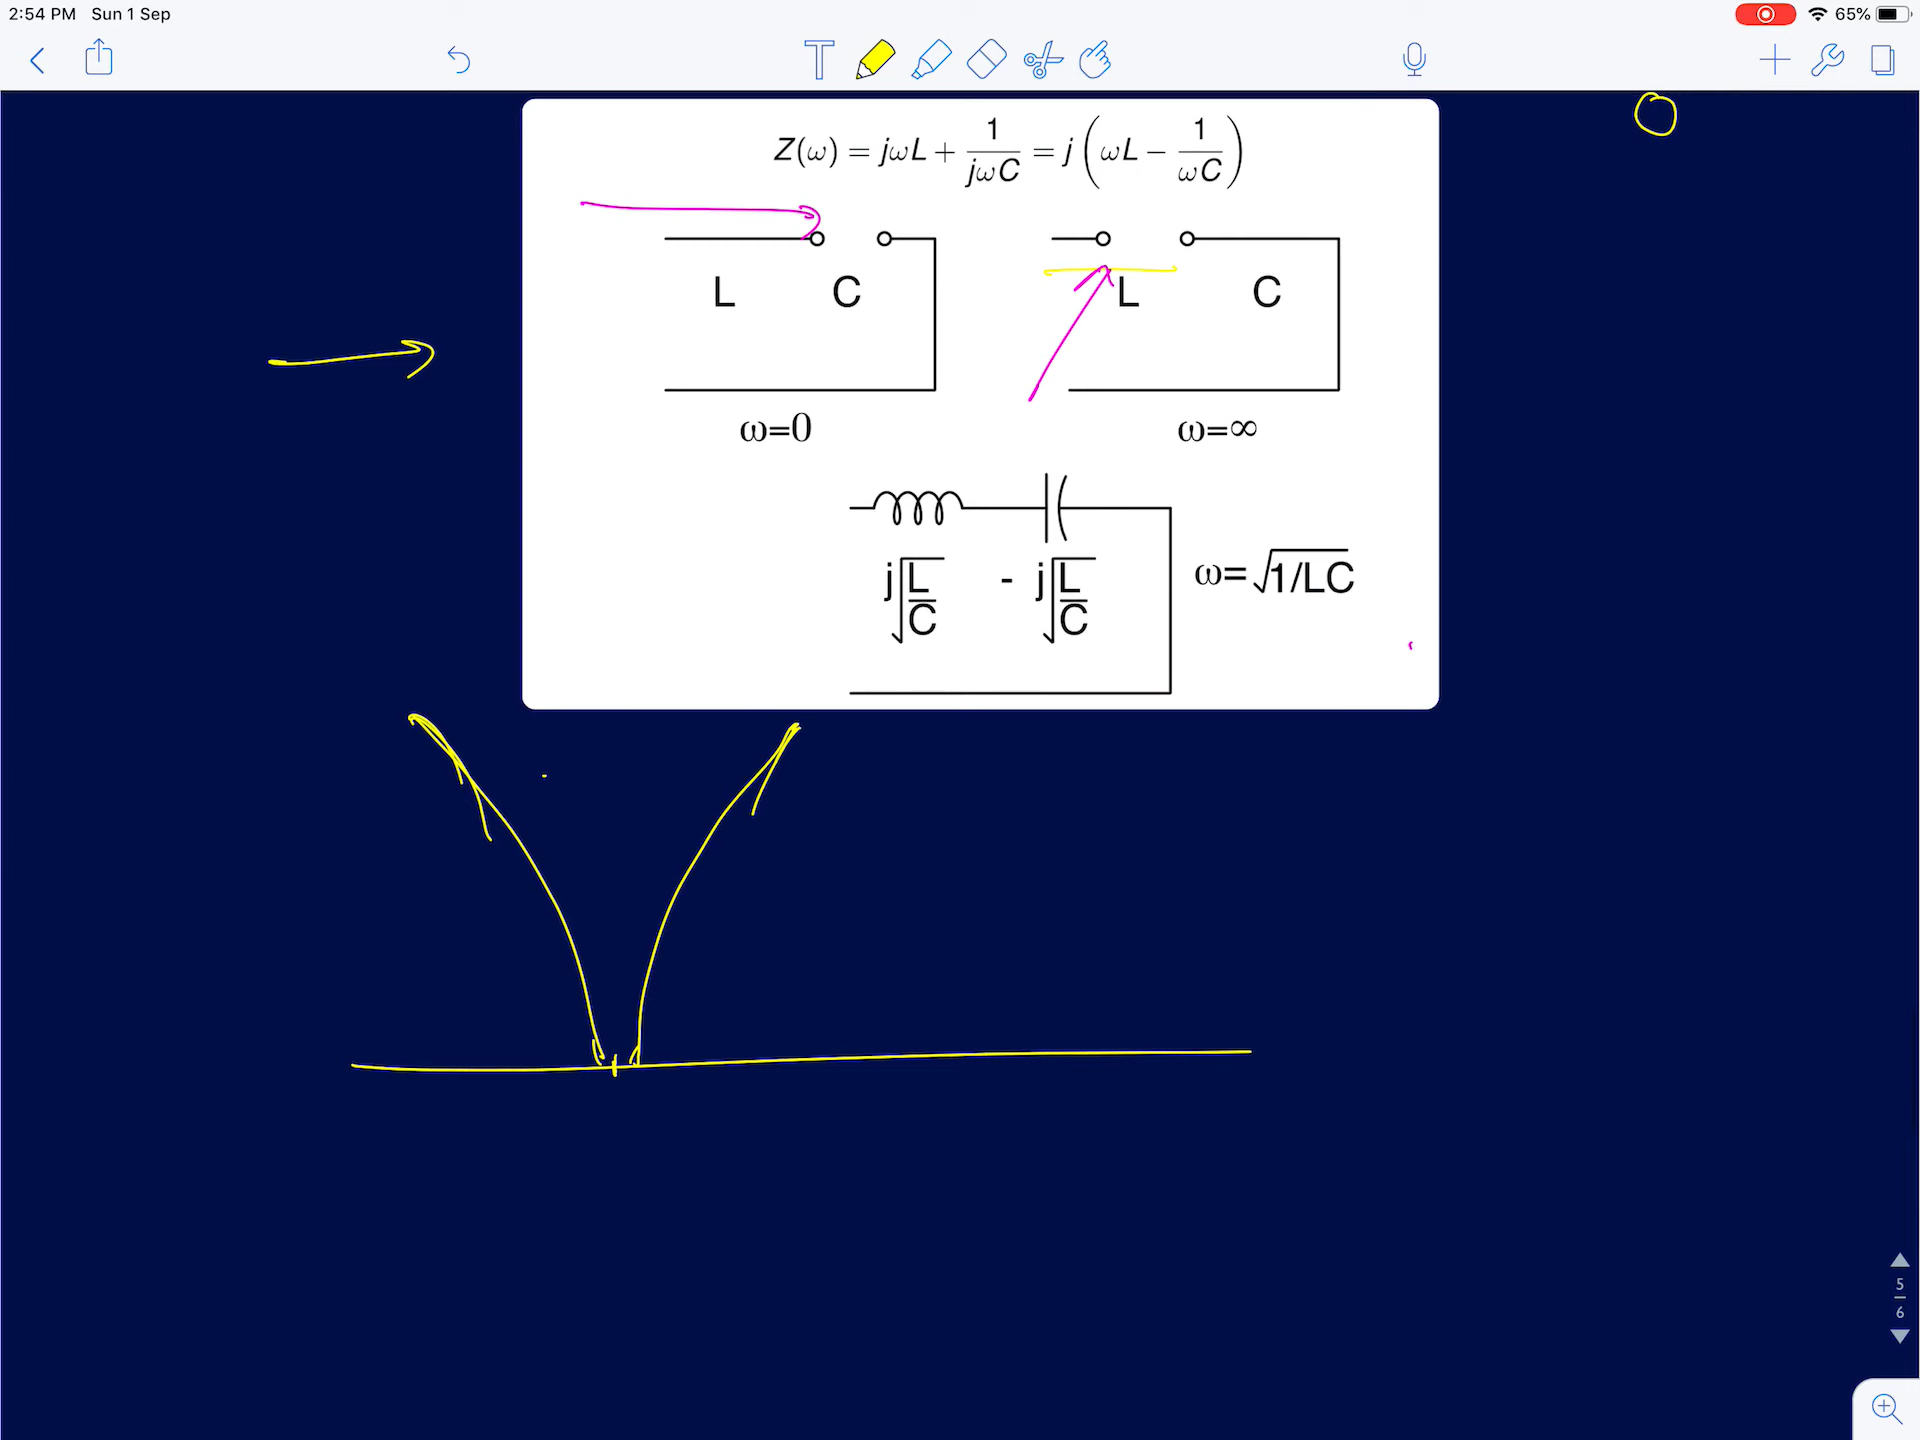 2:54 PM Sun 1 Sep 65%
T
Z(ω) = jωL + 1/(jωC) = j(ωL − 1/(ωC))
L C L C
ω=0 ω=∞
j√(L/C) - j√(L/C) ω=√1/LC
5
6